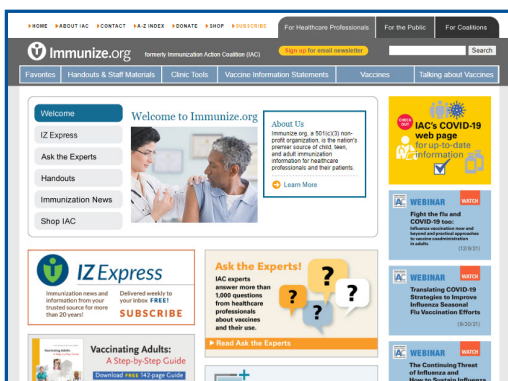 HOME ABOUT IAC CONTACT A-Z INDEX DONATE SHOP SUBSCRIBE
For Healthcare Professionals For the Public For Coalitions
Immunize.org formerly Immunization Action Coalition (IAC)
Sign up for email newsletter
Search
Favorites Handouts & Staff Materials Clinic Tools Vaccine Information Statements Vaccines Talking about Vaccines
Welcome
IZ Express
Ask the Experts
Handouts
Immunization News
Shop IAC
Welcome to Immunize.org
About Us
Immunize.org, a 501(c)(3) non-
profit organization, is the nation's
premier source of child, teen,
and adult immunization
information for healthcare
professionals and their patients.
Learn More
CHECK OUT
IAC's COVID-19
web page
for up-to-date
information
IAC WEBINAR WATCH
Fight the flu and
COVID-19 too:
Influenza vaccination now and
beyond and practical approaches
to vaccine coadministration
in adults
(12/9/21)
IAC WEBINAR WATCH
Translating COVID-19
Strategies to Improve
Influenza Seasonal
Flu Vaccination Efforts
(9/30/21)
IAC WEBINAR WATCH
The Continuing Threat
of Influenza and
How to Sustain Influenza
IZ Express
Immunization news and
information from your
trusted source for more
than 20 years!
Delivered weekly to
your inbox FREE!
SUBSCRIBE
Ask the Experts!
IAC experts
answer more than
1,000 questions
from healthcare
professionals
about vaccines
and their use.
? ? ? ?
Read Ask the Experts
Vaccinating Adults:
A Step-by-Step Guide
Download FREE 142-page Guide
Vaccinating Adults: